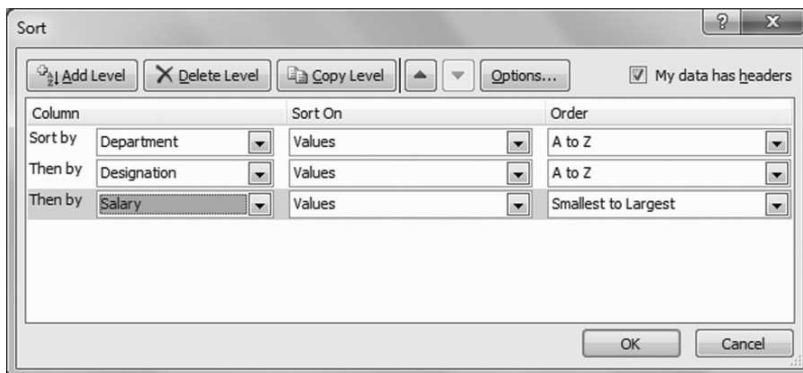 Sort
Add Level Delete Level Copy Level Options... My data has headers
Column Sort On Order
Sort by Department Values A to Z
Then by Designation Values A to Z
Then by Salary Values Smallest to Largest
OK Cancel